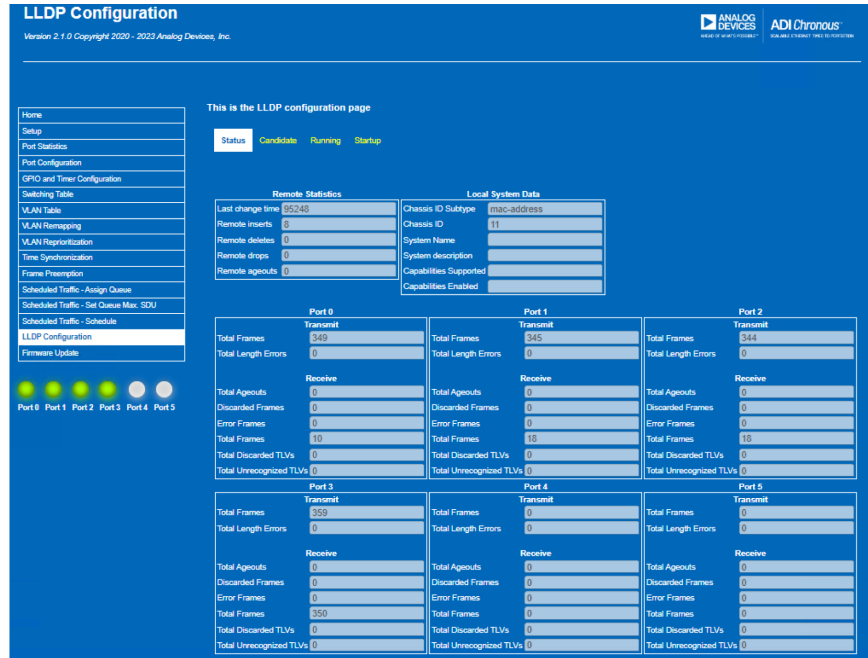 LLDP Configuration
Version 2.1.0 Copyright 2020 - 2023 Analog Devices, Inc.
ANALOG DEVICES
AHEAD OF WHAT'S POSSIBLE™
ADI Chronous™
SCALABLE ETHERNET TIMED TO PERFECTION
Home
Setup
Port Statistics
Port Configuration
GPIO and Timer Configuration
Switching Table
VLAN Table
VLAN Remapping
VLAN Reprioritization
Time Synchronization
Frame Preemption
Scheduled Traffic - Assign Queue
Scheduled Traffic - Set Queue Max. SDU
Scheduled Traffic - Schedule
LLDP Configuration
Firmware Update
Port 0 Port 1 Port 2 Port 3 Port 4 Port 5
This is the LLDP configuration page
Status Candidate Running Startup
Remote Statistics
Last change time 95248
Remote inserts 8
Remote deletes 0
Remote drops 0
Remote ageouts 0
Local System Data
Chassis ID Subtype mac-address
Chassis ID 11
System Name
System description
Capabilities Supported
Capabilities Enabled
Port 0
Transmit
Total Frames 349
Total Length Errors 0
Receive
Total Ageouts 0
Discarded Frames 0
Error Frames 0
Total Frames 10
Total Discarded TLVs 0
Total Unrecognized TLVs 0
Port 1
Transmit
Total Frames 345
Total Length Errors 0
Receive
Total Ageouts 0
Discarded Frames 0
Error Frames 0
Total Frames 18
Total Discarded TLVs 0
Total Unrecognized TLVs 0
Port 2
Transmit
Total Frames 344
Total Length Errors 0
Receive
Total Ageouts 0
Discarded Frames 0
Error Frames 0
Total Frames 18
Total Discarded TLVs 0
Total Unrecognized TLVs 0
Port 3
Transmit
Total Frames 359
Total Length Errors 0
Receive
Total Ageouts 0
Discarded Frames 0
Error Frames 0
Total Frames 350
Total Discarded TLVs 0
Total Unrecognized TLVs 0
Port 4
Transmit
Total Frames 0
Total Length Errors 0
Receive
Total Ageouts 0
Discarded Frames 0
Error Frames 0
Total Frames 0
Total Discarded TLVs 0
Total Unrecognized TLVs 0
Port 5
Transmit
Total Frames 0
Total Length Errors 0
Receive
Total Ageouts 0
Discarded Frames 0
Error Frames 0
Total Frames 0
Total Discarded TLVs 0
Total Unrecognized TLVs 0